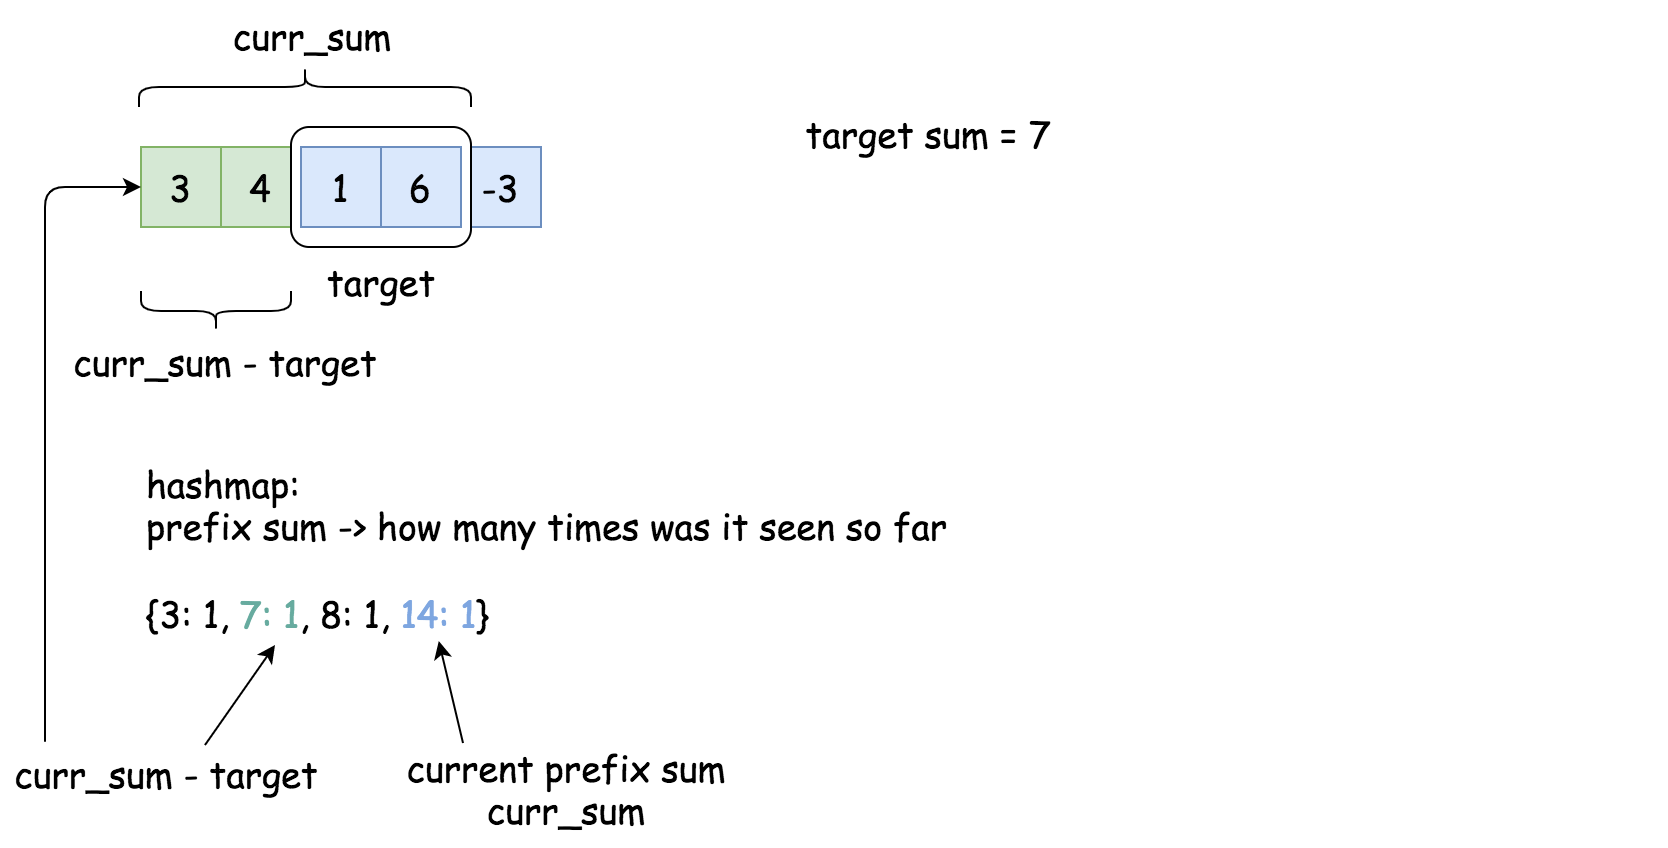 curr_sum
target sum = 7
3 4 1 6 -3
target
curr_sum - target
hashmap:
prefix sum -> how many times was it seen so far
{3: 1, 7: 1, 8: 1, 14: 1}
curr_sum - target
current prefix sum
curr_sum